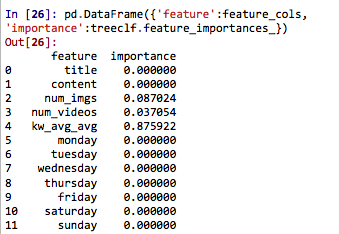 In [26]: pd.DataFrame({'feature':feature_cols,
'importance':treeclf.feature_importances_})
Out[26]:
feature importance
0 title 0.000000
1 content 0.000000
2 num_imgs 0.087024
3 num_videos 0.037054
4 kw_avg_avg 0.875922
5 monday 0.000000
6 tuesday 0.000000
7 wednesday 0.000000
8 thursday 0.000000
9 friday 0.000000
10 saturday 0.000000
11 sunday 0.000000